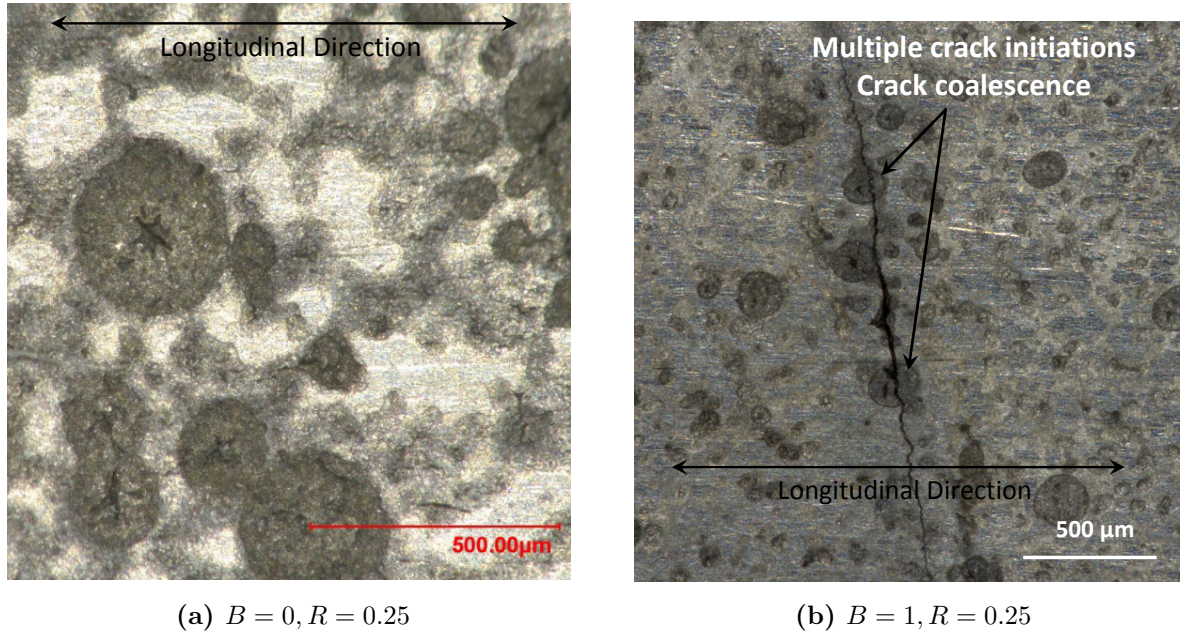 Longitudinal Direction
500.00µm
(a) B = 0, R = 0.25
Multiple crack initiations
Crack coalescence
Longitudinal Direction
500 µm
(b) B = 1, R = 0.25